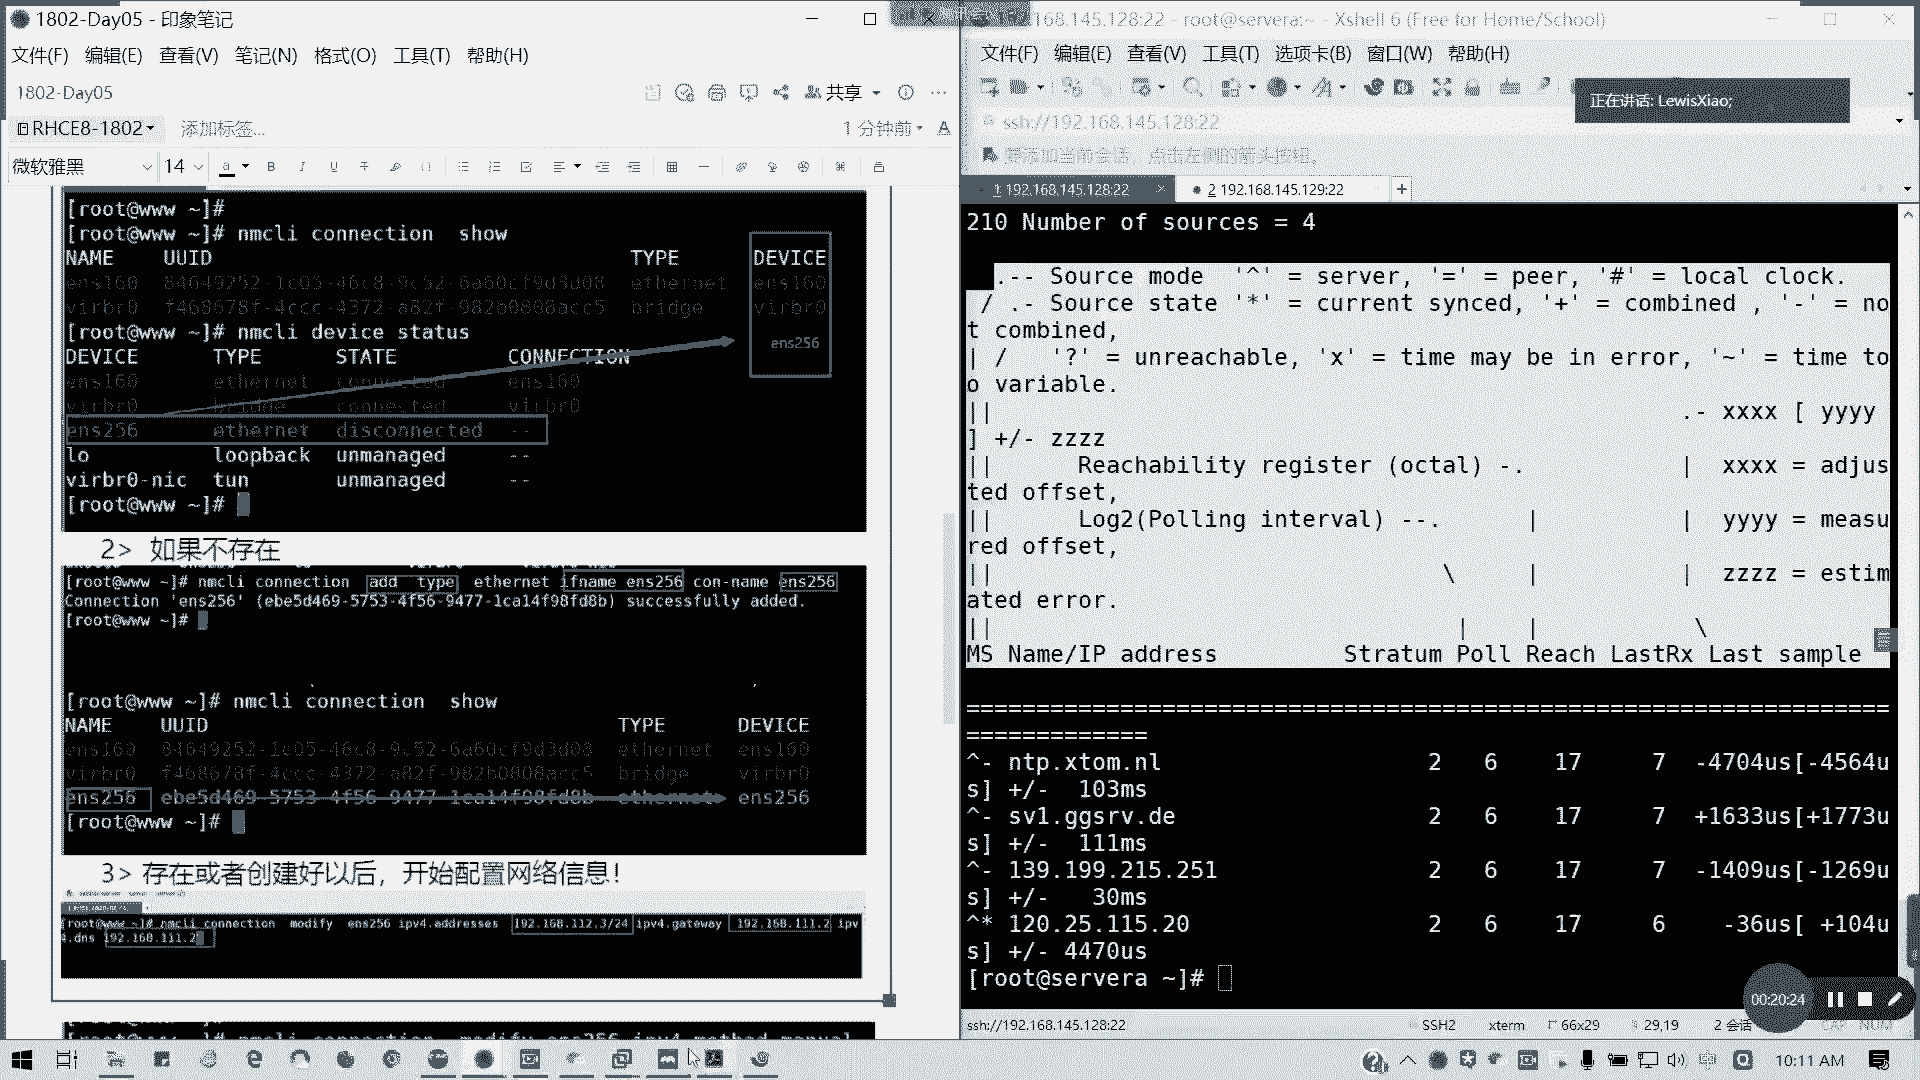 1802-Day05 - 印象笔记
文件(F) 编辑(E) 查看(V) 笔记(N) 格式(O) 工具(T) 帮助(H)
1802-Day05
共享
RHCE8-1802
添加标签...
1 分钟前
微软雅黑
14
[root@www ~]#
[root@www ~]# nmcli connection  show
NAME    UUID    TYPE    DEVICE
ens160  84649252-1c05-46c8-9c52-6a60cf9d3d08  ethernet  ens160
virbr0  f468678f-4ccc-4372-a82f-982b0808acc5  bridge    virbr0
[root@www ~]# nmcli device status
ens256
DEVICE      TYPE      STATE         CONNECTION
ens160      ethernet  connected     ens160
virbr0      bridge    connected     virbr0
ens256      ethernet  disconnected  --
lo          loopback  unmanaged     --
virbr0-nic  tun       unmanaged     --
[root@www ~]#
2> 如果不存在
[root@www ~]# nmcli connection  add  type  ethernet ifname ens256 con-name ens256
Connection 'ens256' (ebe5d469-5753-4f56-9477-1ca14f98fd8b) successfully added.
[root@www ~]#
[root@www ~]# nmcli connection  show
NAME    UUID    TYPE    DEVICE
ens160  84649252-1c05-46c8-9c52-6a60cf9d3d08  ethernet  ens160
virbr0  f468678f-4ccc-4372-a82f-982b0808acc5  bridge    virbr0
ens256  ebe5d469-5753-4f56-9477-1ca14f98fd8b  ethernet  ens256
[root@www ~]#
3> 存在或者创建好以后，开始配置网络信息！
[root@www ~]# nmcli connection  modify  ens256 ipv4.addresses  192.168.112.3/24 ipv4.gateway  192.168.111.2 ipv
4.dns 192.168.111.2
192.168.145.128:22 - root@servera:~ - Xshell 6 (Free for Home/School)
文件(F) 编辑(E) 查看(V) 工具(T) 选项卡(B) 窗口(W) 帮助(H)
正在讲话: LewisXiao;
ssh://192.168.145.128:22
要添加当前会话，点击左侧的箭头按钮。
1 192.168.145.128:22
2 192.168.145.129:22
210 Number of sources = 4
.-- Source mode  '^' = server, '=' = peer, '#' = local clock.
/ .- Source state '*' = current synced, '+' = combined , '-' = no
t combined,
| /   '?' = unreachable, 'x' = time may be in error, '~' = time to
o variable.
||    .- xxxx [ yyyy
] +/- zzzz
||      Reachability register (octal) -.           |  xxxx = adjus
ted offset,
||      Log2(Polling interval) --.      |          |  yyyy = measu
red offset,
||                                \     |          |  zzzz = estim
ated error.
||                                 |    |           \
MS Name/IP address         Stratum Poll Reach LastRx Last sample
==================================================================
=============
^- ntp.xtom.nl                   2   6    17     7  -4704us[-4564u
s] +/-  103ms
^- sv1.ggsrv.de                  2   6    17     7  +1633us[+1773u
s] +/-  111ms
^- 139.199.215.251               2   6    17     7  -1409us[-1269u
s] +/-   30ms
^* 120.25.115.20                 2   6    17     6    -36us[ +104u
s] +/- 4470us
[root@servera ~]#
00:20:24
ssh://192.168.145.128:22
SSH2
xterm
66x29
29,19
2 会话
CAP NUM
10:11 AM